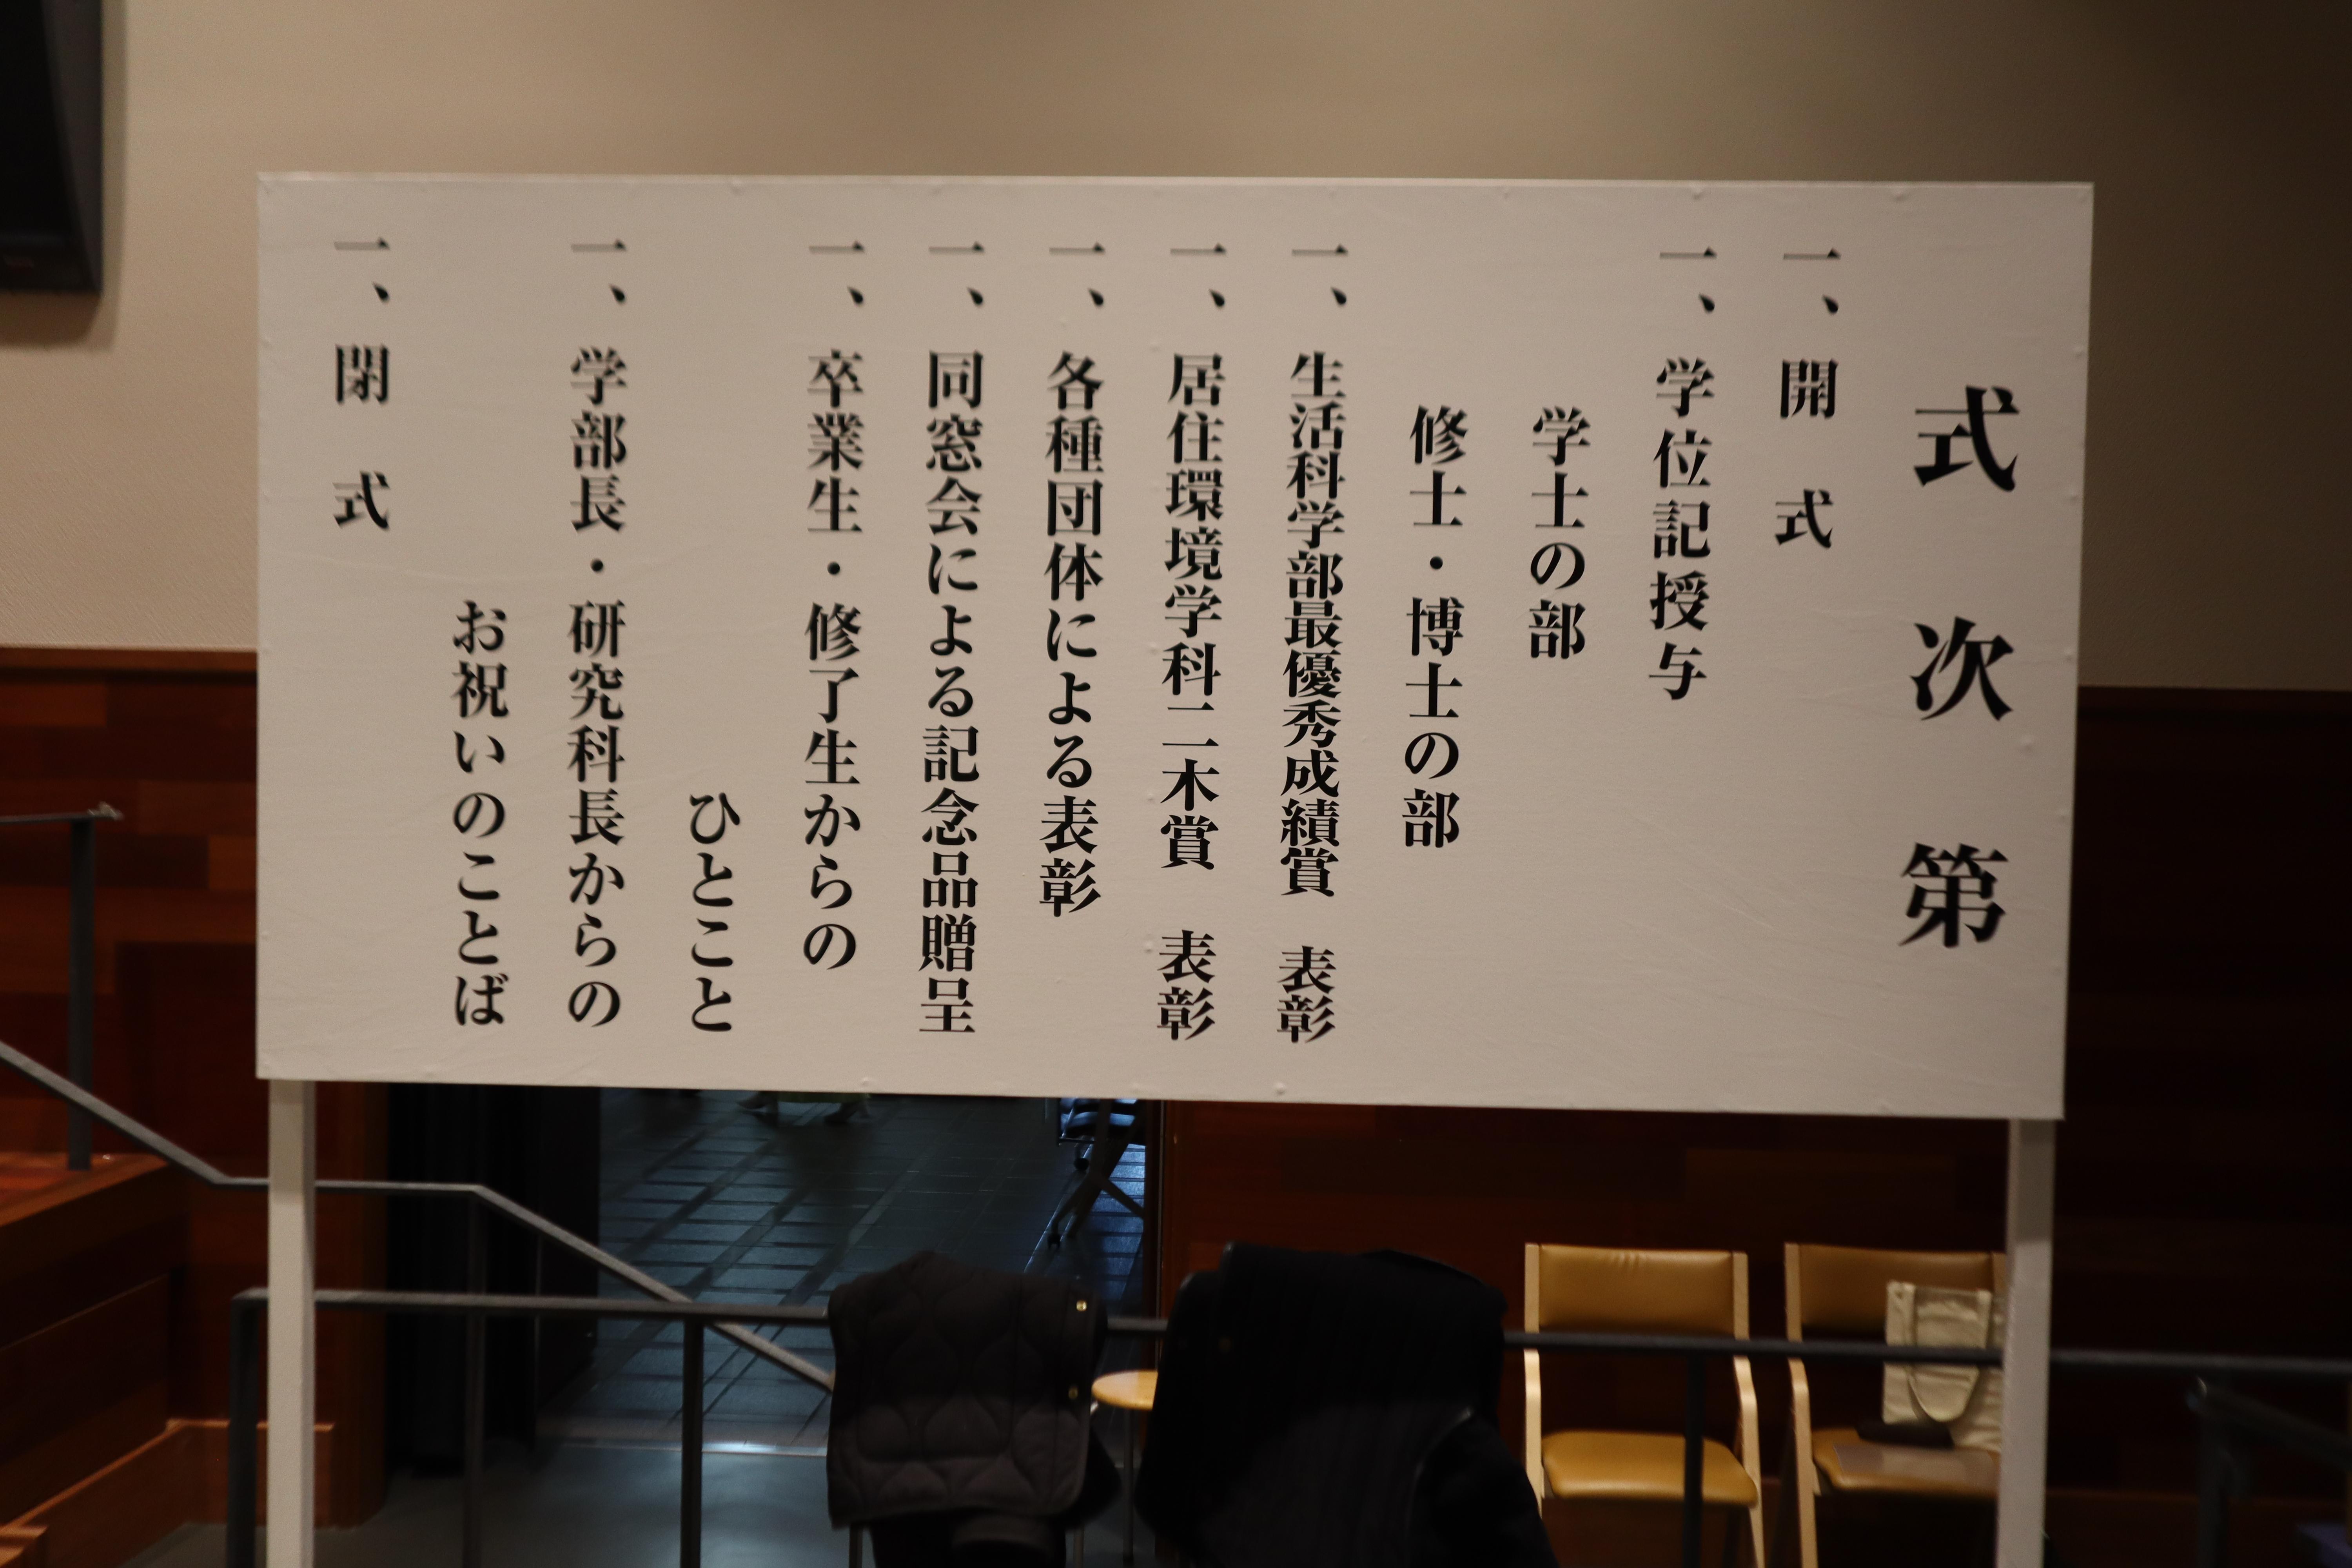 式次第
一、開 式
一、学位記授与
学士の部
修士・博士の部
一、生活科学部最優秀成績賞 表彰
一、居住環境学科二木賞 表彰
一、各種団体による表彰
一、同窓会による記念品贈呈
一、卒業生・修了生からの
ひとこと
一、学部長・研究科長からの
お祝いのことば
一、閉 式